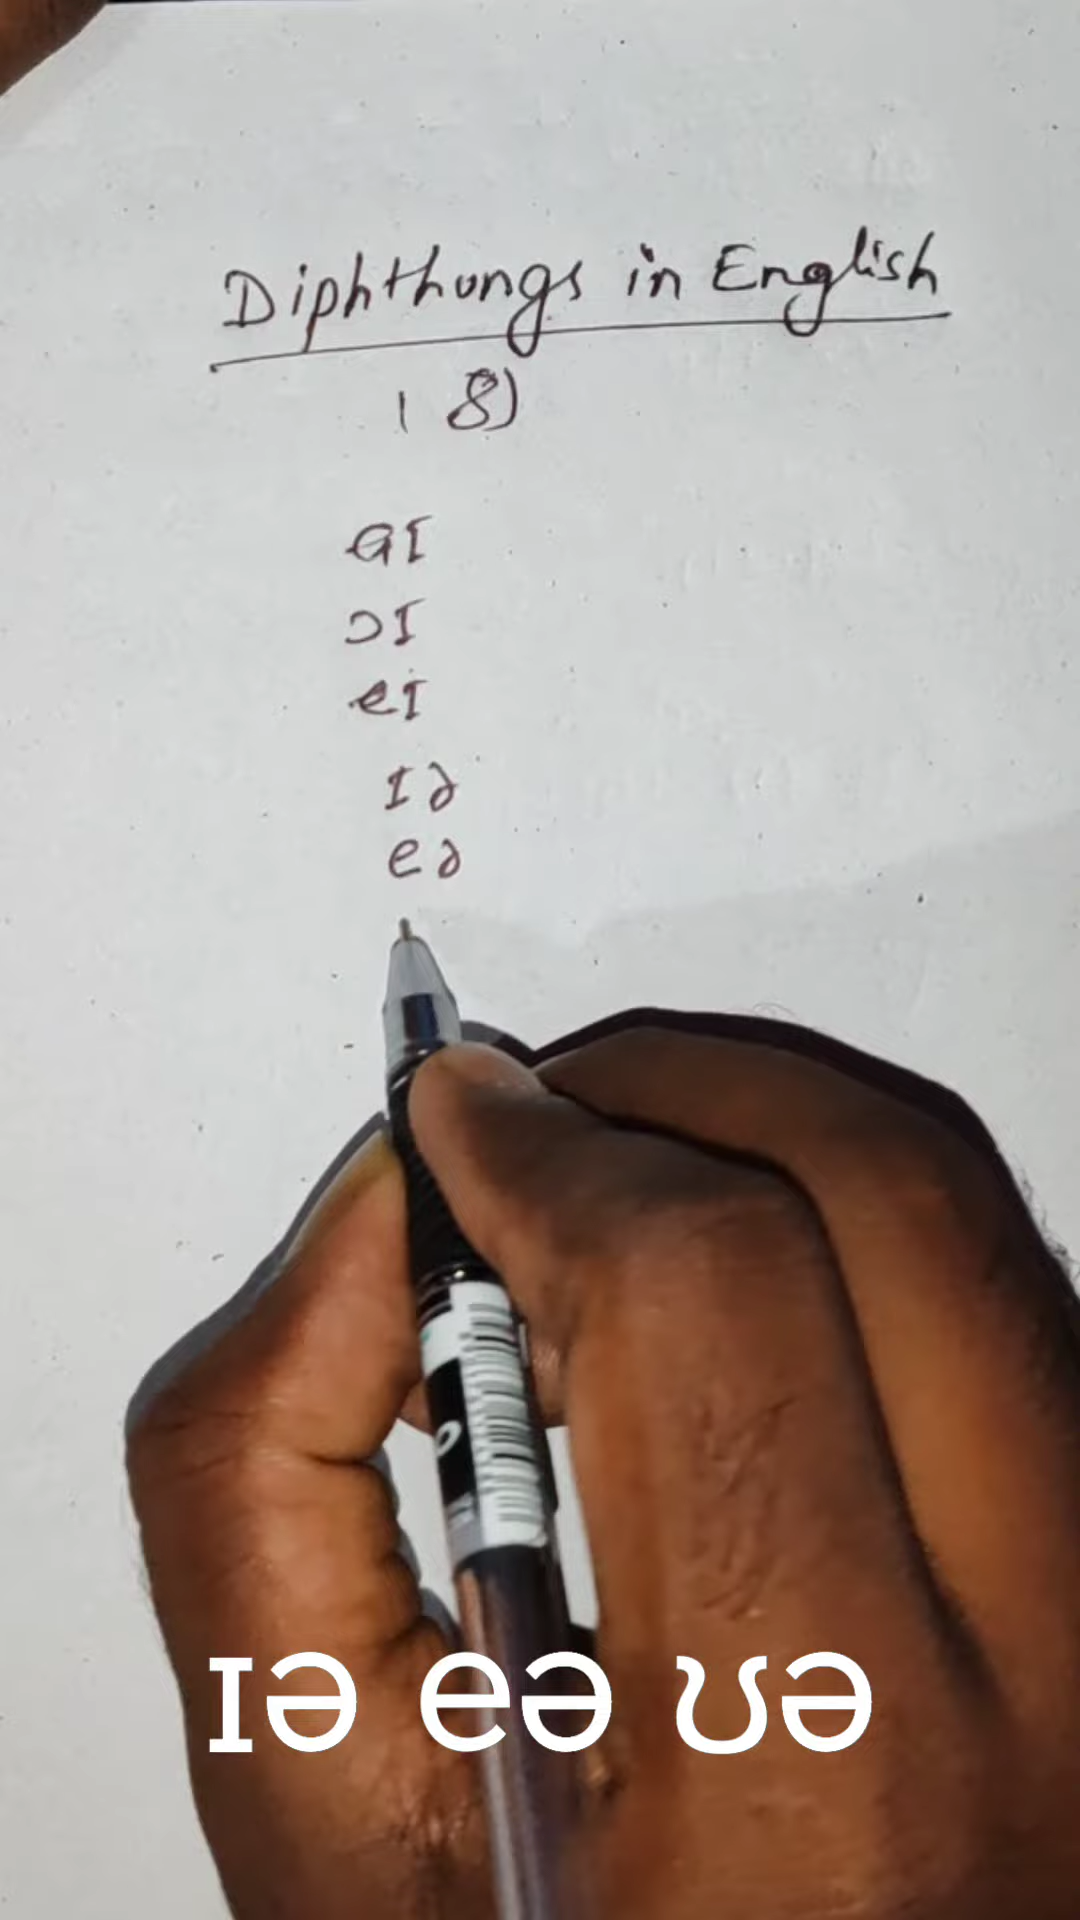 Diphthongs in English
( 8)
aɪ
ɔɪ
eɪ
ɪə
eə
ɪə eə ʊə